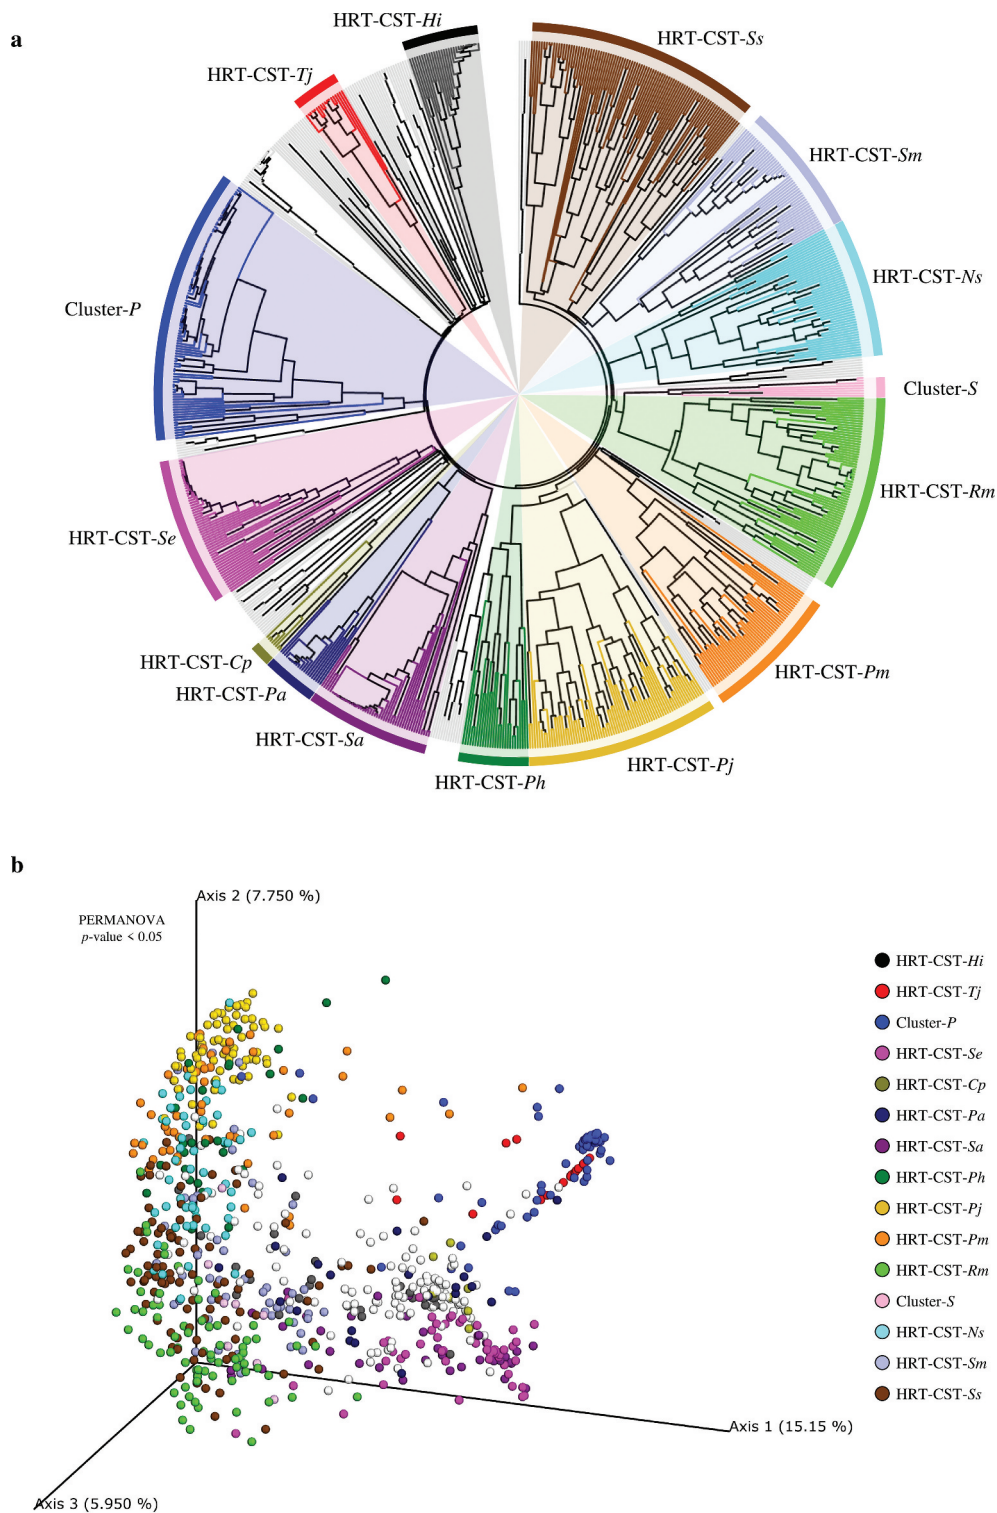 a
HRT-CST-Hi
HRT-CST-Ss
HRT-CST-Tj
HRT-CST-Sm
HRT-CST-Ns
Cluster-P
Cluster-S
HRT-CST-Rm
HRT-CST-Se
HRT-CST-Cp
HRT-CST-Pm
HRT-CST-Pa
HRT-CST-Sa
HRT-CST-Pj
HRT-CST-Ph
b
Axis 2 (7.750 %)
PERMANOVA
p-value < 0.05
HRT-CST-Hi
HRT-CST-Tj
Cluster-P
HRT-CST-Se
HRT-CST-Cp
HRT-CST-Pa
HRT-CST-Sa
HRT-CST-Ph
HRT-CST-Pj
HRT-CST-Pm
HRT-CST-Rm
Cluster-S
HRT-CST-Ns
HRT-CST-Sm
HRT-CST-Ss
Axis 1 (15.15 %)
Axis 3 (5.950 %)